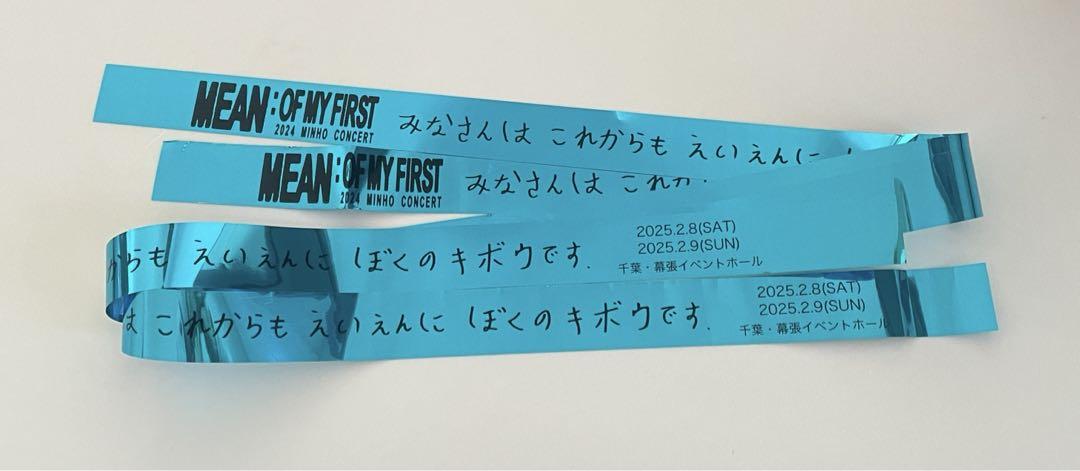 MEAN:OF MY FIRST
2024 MINHO CONCERT
みなさんは これからも えいえんに
MEAN:OF MY FIRST
2024 MINHO CONCERT
みなさんは これか
からも えいえんに ぼくのキボウです.
2025.2.8(SAT)
2025.2.9(SUN)
千葉・幕張イベントホール
は これからも えいえんに ぼくのキボウです.
2025.2.8(SAT)
2025.2.9(SUN)
千葉・幕張イベントホール